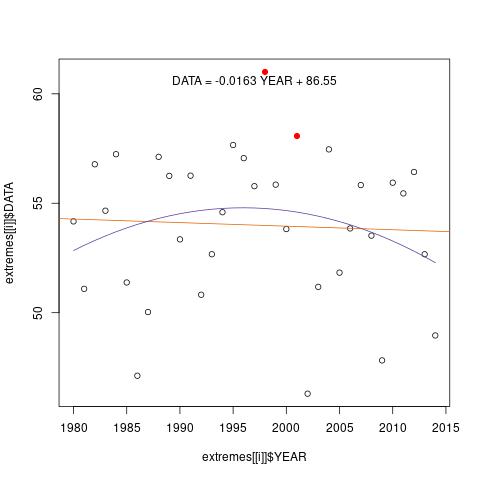 DATA = -0.0163 YEAR + 86.55
60
55
50
extremes[[i]]$DATA
1980 1985 1990 1995 2000 2005 2010 2015
extremes[[i]]$YEAR